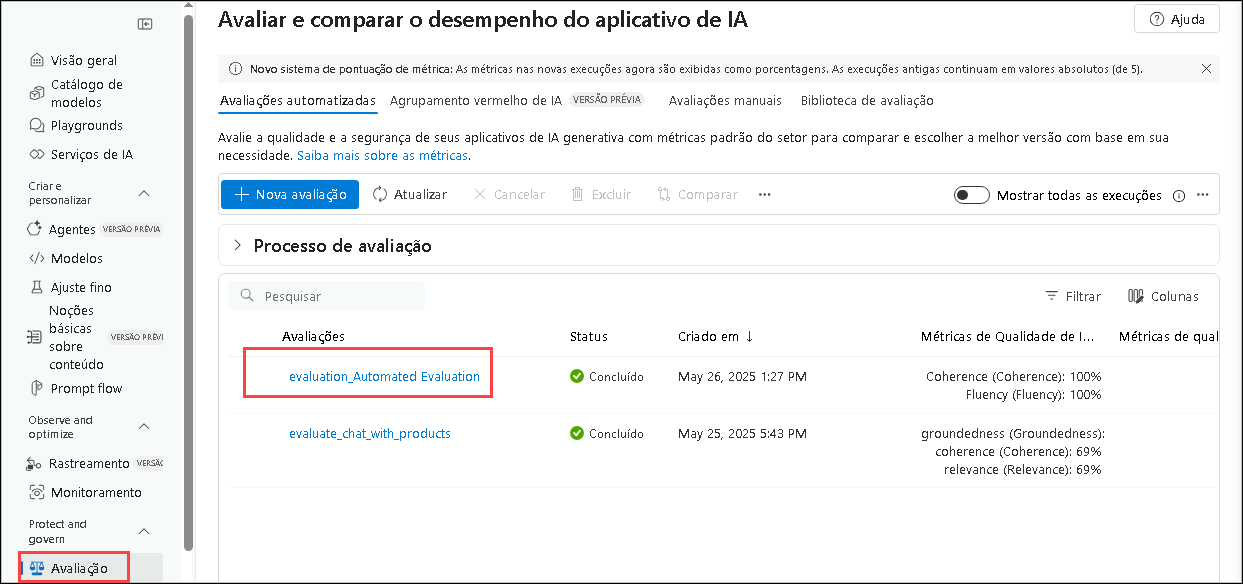 Avaliar e comparar o desempenho do aplicativo de IA
Ajuda
Novo sistema de pontuação de métrica: As métricas nas novas execuções agora são exibidas como porcentagens. As execuções antigas continuam em valores absolutos (de 5).
Avaliações automatizadas
Agrupamento vermelho de IA
VERSÃO PRÉVIA
Avaliações manuais
Biblioteca de avaliação
Avalie a qualidade e a segurança de seus aplicativos de IA generativa com métricas padrão do setor para comparar e escolher a melhor versão com base em sua
necessidade. Saiba mais sobre as métricas.
Nova avaliação
Atualizar
Cancelar
Excluir
Comparar
Mostrar todas as execuções
Processo de avaliação
Pesquisar
Filtrar
Colunas
Avaliações
Status
Criado em
Métricas de Qualidade de I...
Métricas de qual
evaluation_Automated Evaluation
Concluído
May 26, 2025 1:27 PM
Coherence (Coherence): 100%
Fluency (Fluency): 100%
evaluate_chat_with_products
Concluído
May 25, 2025 5:43 PM
groundedness (Groundedness):
coherence (Coherence): 69%
relevance (Relevance): 69%
Visão geral
Catálogo de
modelos
Playgrounds
Serviços de IA
Criar e
personalizar
Agentes
VERSÃO PRÉVIA
Modelos
Ajuste fino
Noções
básicas
sobre
conteúdo
VERSÃO PRÉVI
Prompt flow
Observe and
optimize
Rastreamento
VERSÃO
Monitoramento
Protect and
govern
Avaliação